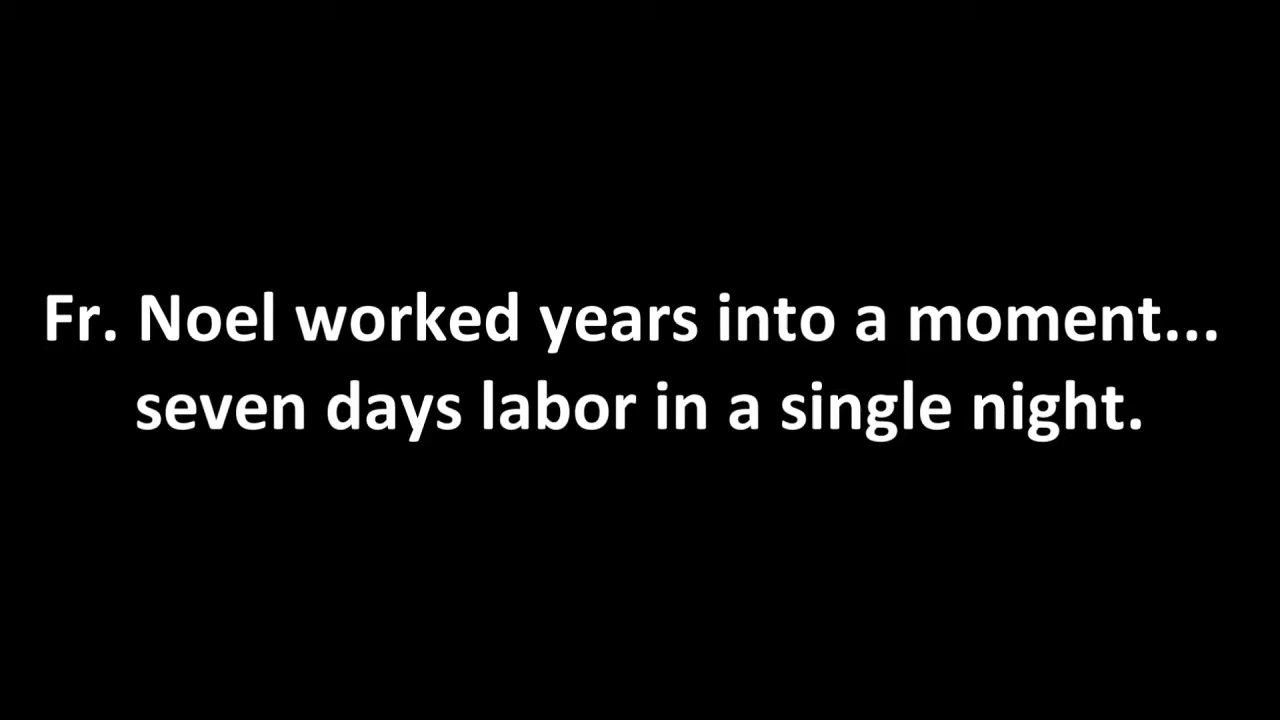 Fr. Noel worked years into a moment...
seven days labor in a single night.